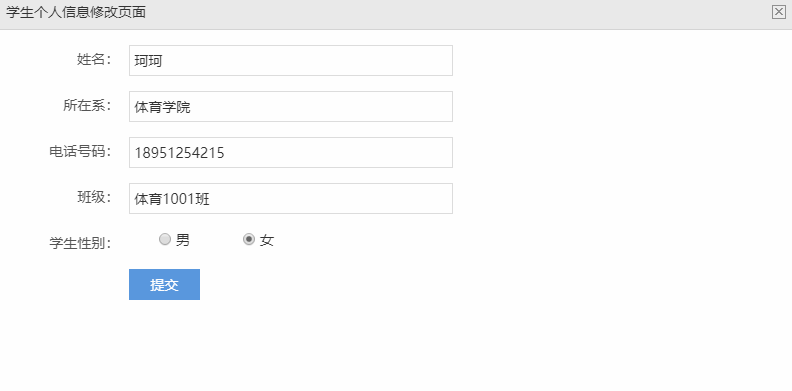 学生个人信息修改页面
姓名： 珂珂
所在系： 体育学院
电话号码： 18951254215
班级： 体育1001班
学生性别： 男 女
提交